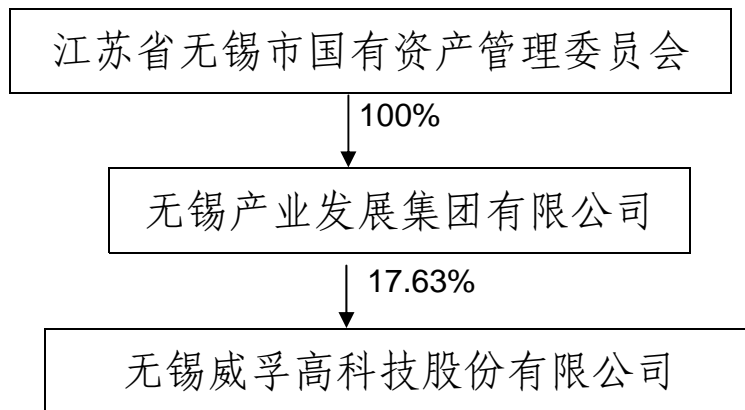 江苏省无锡市国有资产管理委员会
100%
无锡产业发展集团有限公司
17.63%
无锡威孚高科技股份有限公司